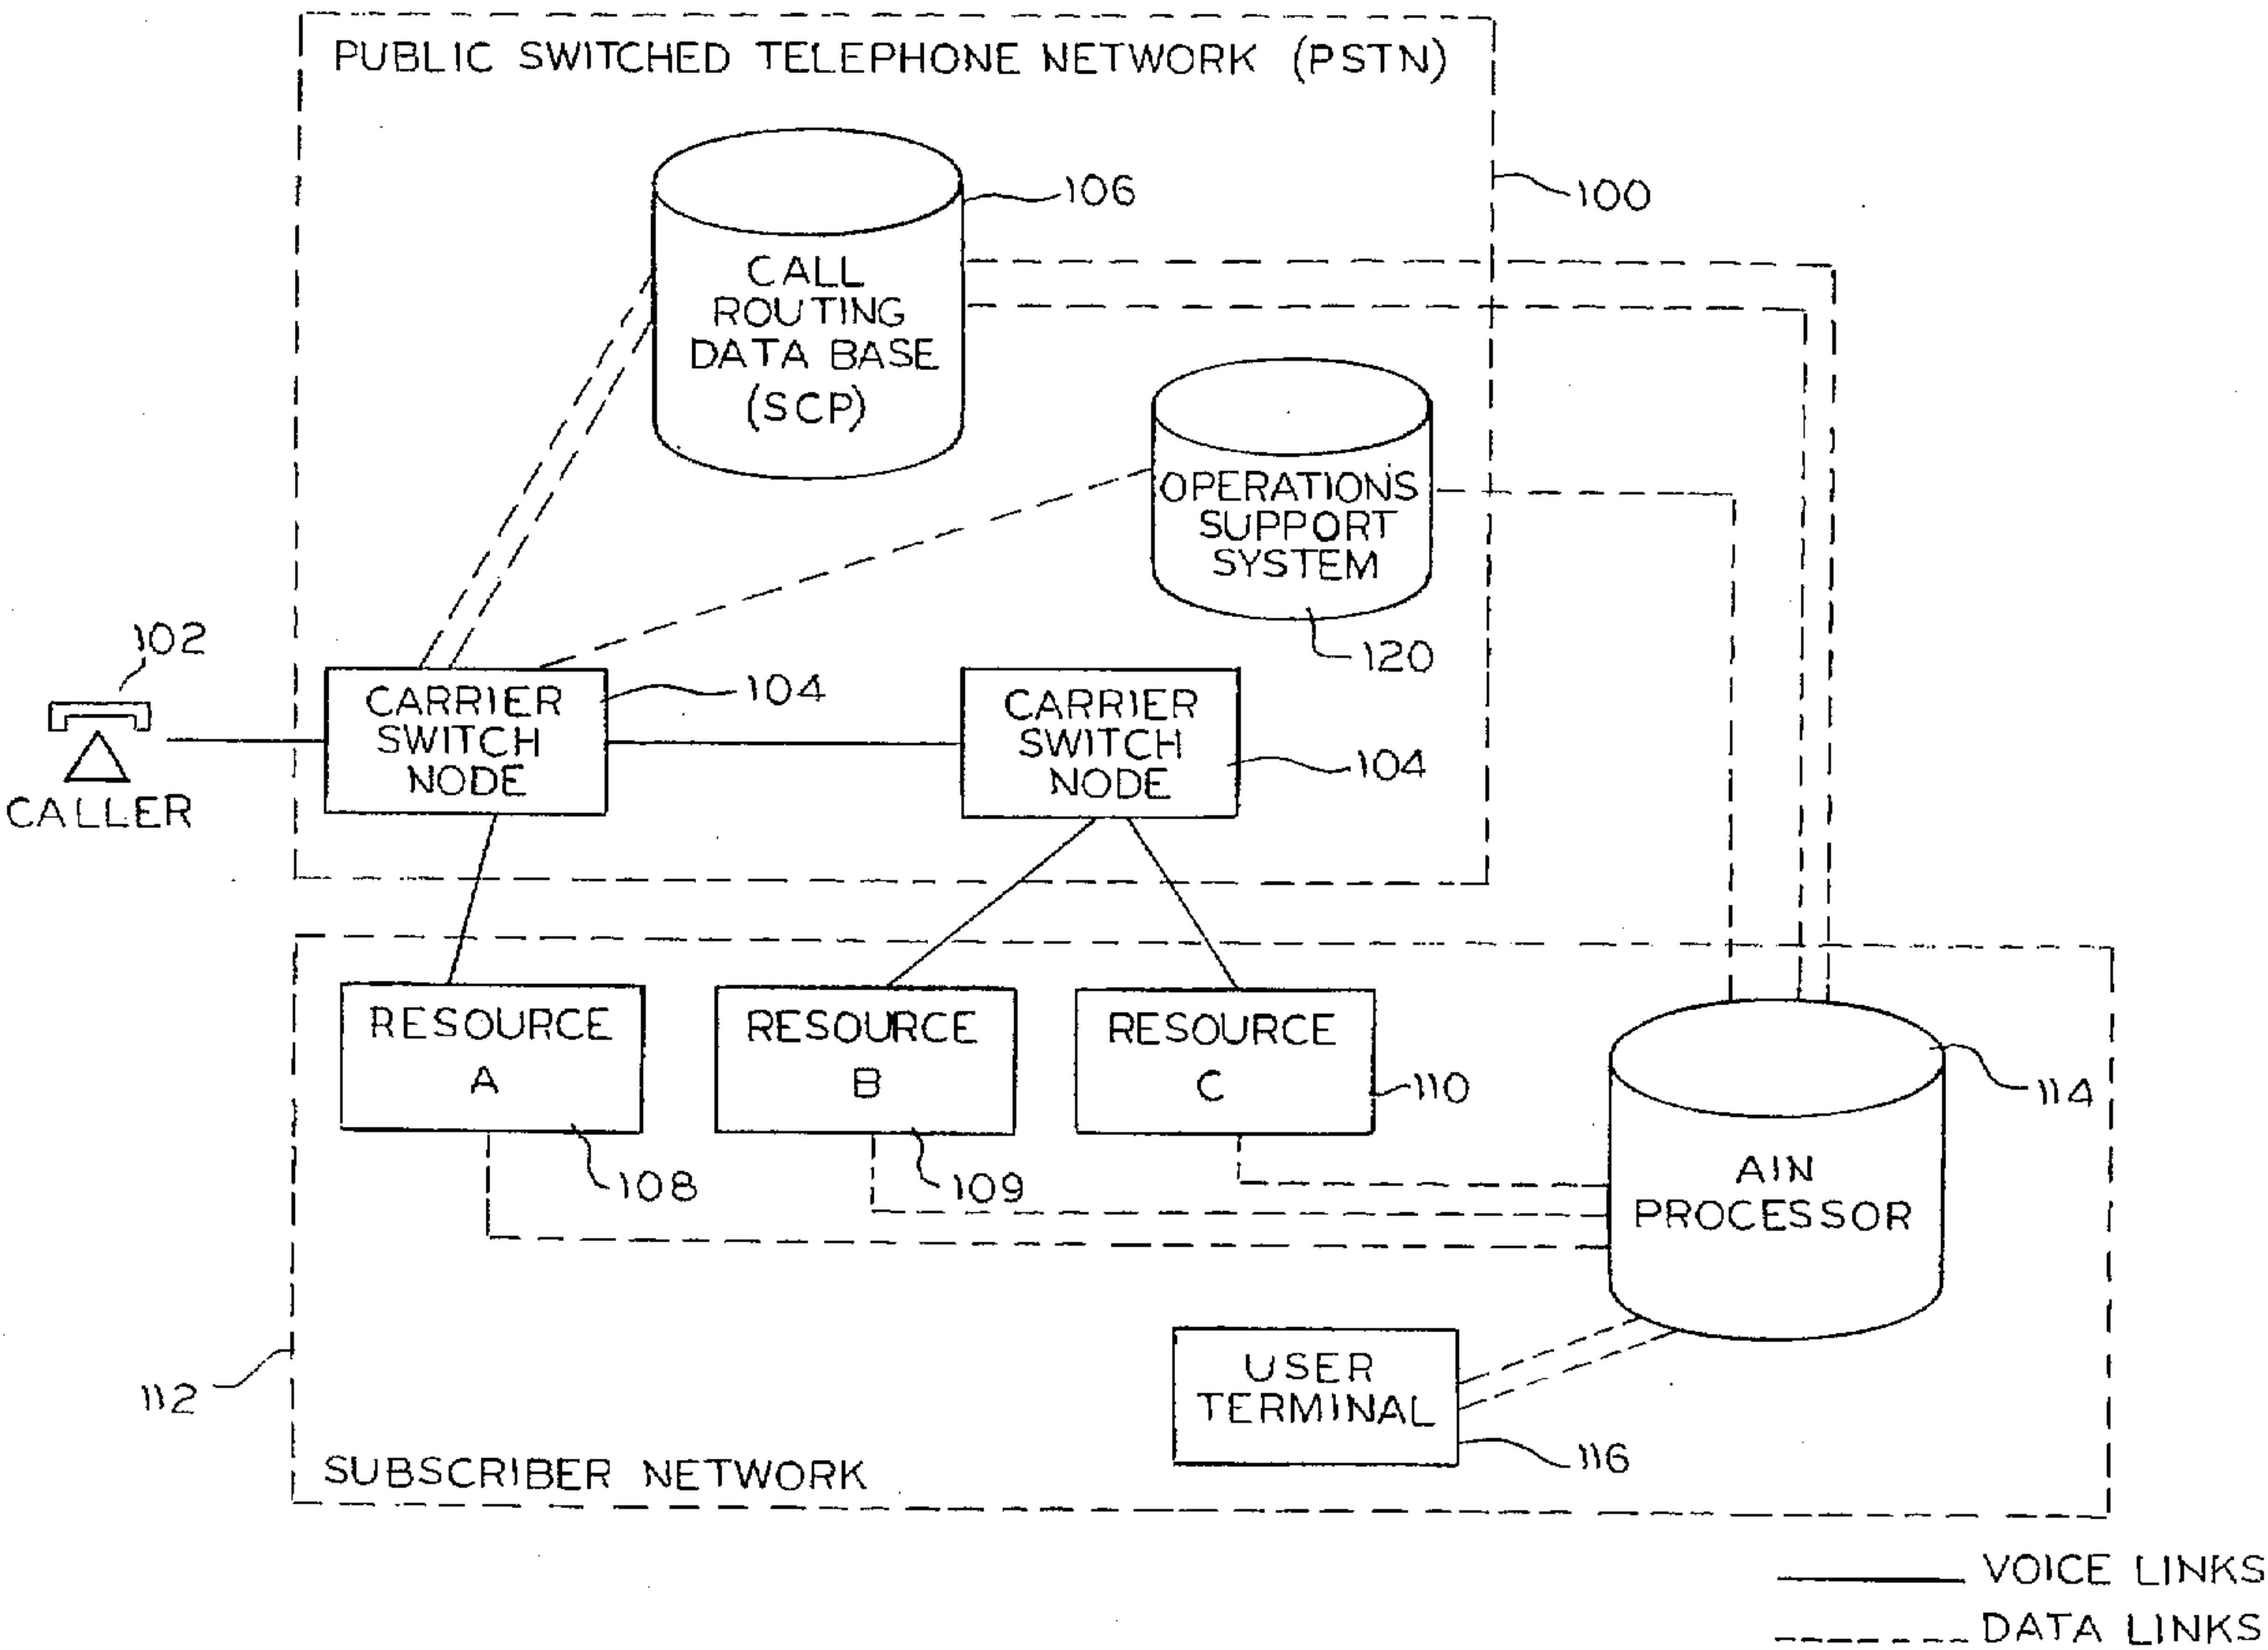 PUBLIC SWITCHED TELEPHONE NETWORK (PSTN)
106
100
CALL
ROUTING
DATA BASE
(SCP)
OPERATIONS
SUPPORT
SYSTEM
120
102
CALLER
CARRIER
SWITCH
NODE
104
CARRIER
SWITCH
NODE
104
RESOURCE
A
108
RESOURCE
B
109
RESOURCE
C
110
114
AIN
PROCESSOR
USER
TERMINAL
116
112
SUBSCRIBER NETWORK
VOICE LINKS
DATA LINKS